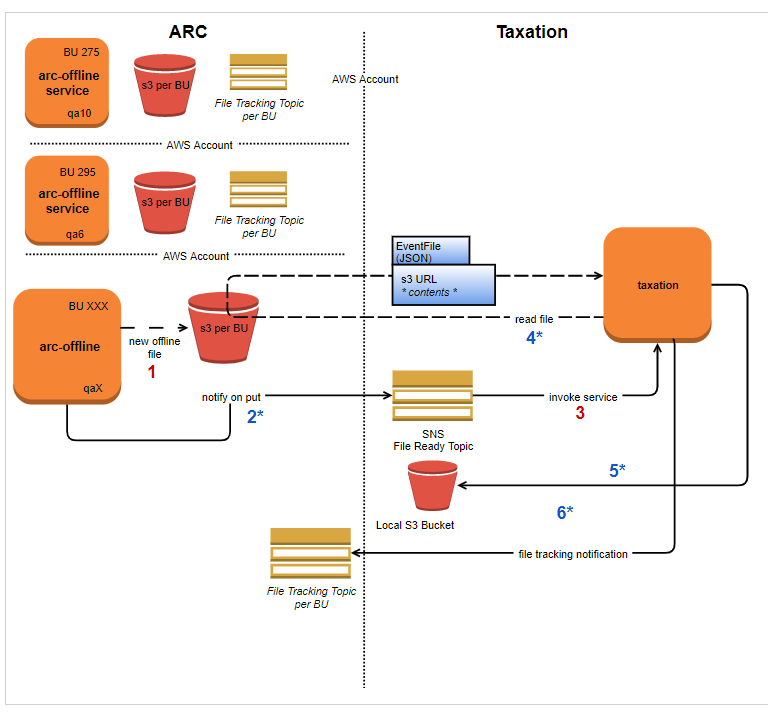 ARC
Taxation
BU 275
arc-offline
service
qa10
s3 per BU
File Tracking Topic
per BU
AWS Account
AWS Account
BU 295
arc-offline
service
qa6
s3 per BU
File Tracking Topic
per BU
AWS Account
EventFile
(JSON)
s3 URL
* contents *
taxation
BU XXX
arc-offline
qaX
new offline
file
1
s3 per BU
read file
4*
notify on put
2*
invoke service
3
SNS
File Ready Topic
5*
Local S3 Bucket
6*
file tracking notification
File Tracking Topic
per BU